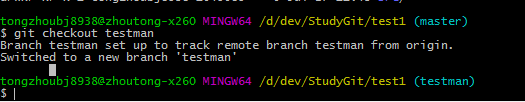 tongzhoubj8938@zhoutong-x260 MINGW64 /d/dev/StudyGit/test1 (master)
$ git checkout testman
Branch testman set up to track remote branch testman from origin.
Switched to a new branch 'testman'
tongzhoubj8938@zhoutong-x260 MINGW64 /d/dev/StudyGit/test1 (testman)
$